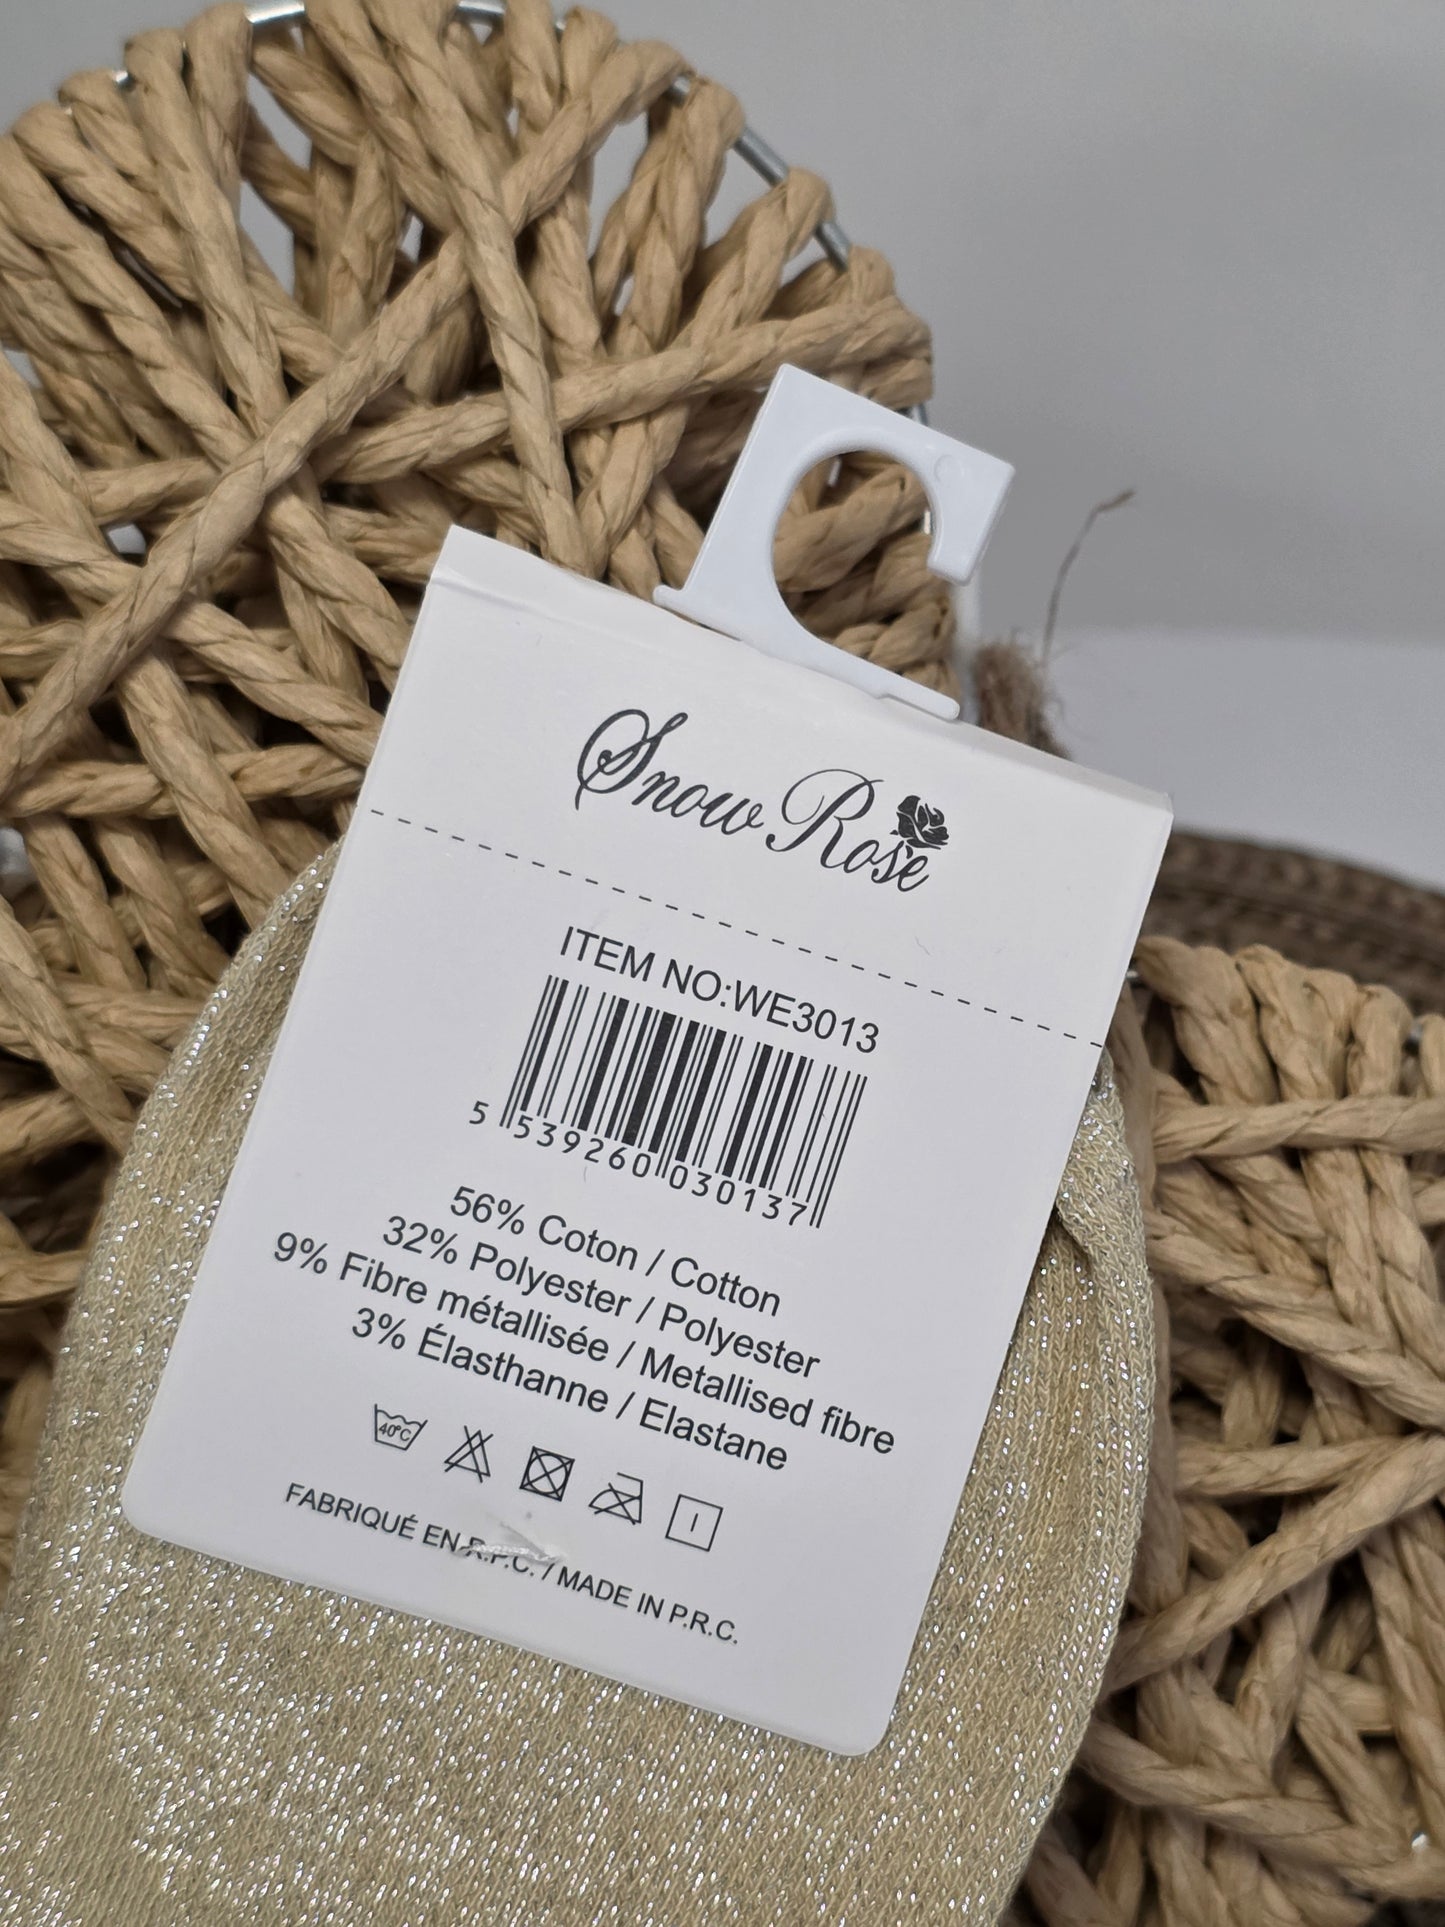 Snow Rose
ITEM NO:WE3013
5 539260 030137
56% Coton / Cotton
32% Polyester / Polyester
9% Fibre métallisée / Metallised fibre
3% Élasthanne / Elastane
40°C
FABRIQUÉ EN R.P.C. / MADE IN P.R.C.